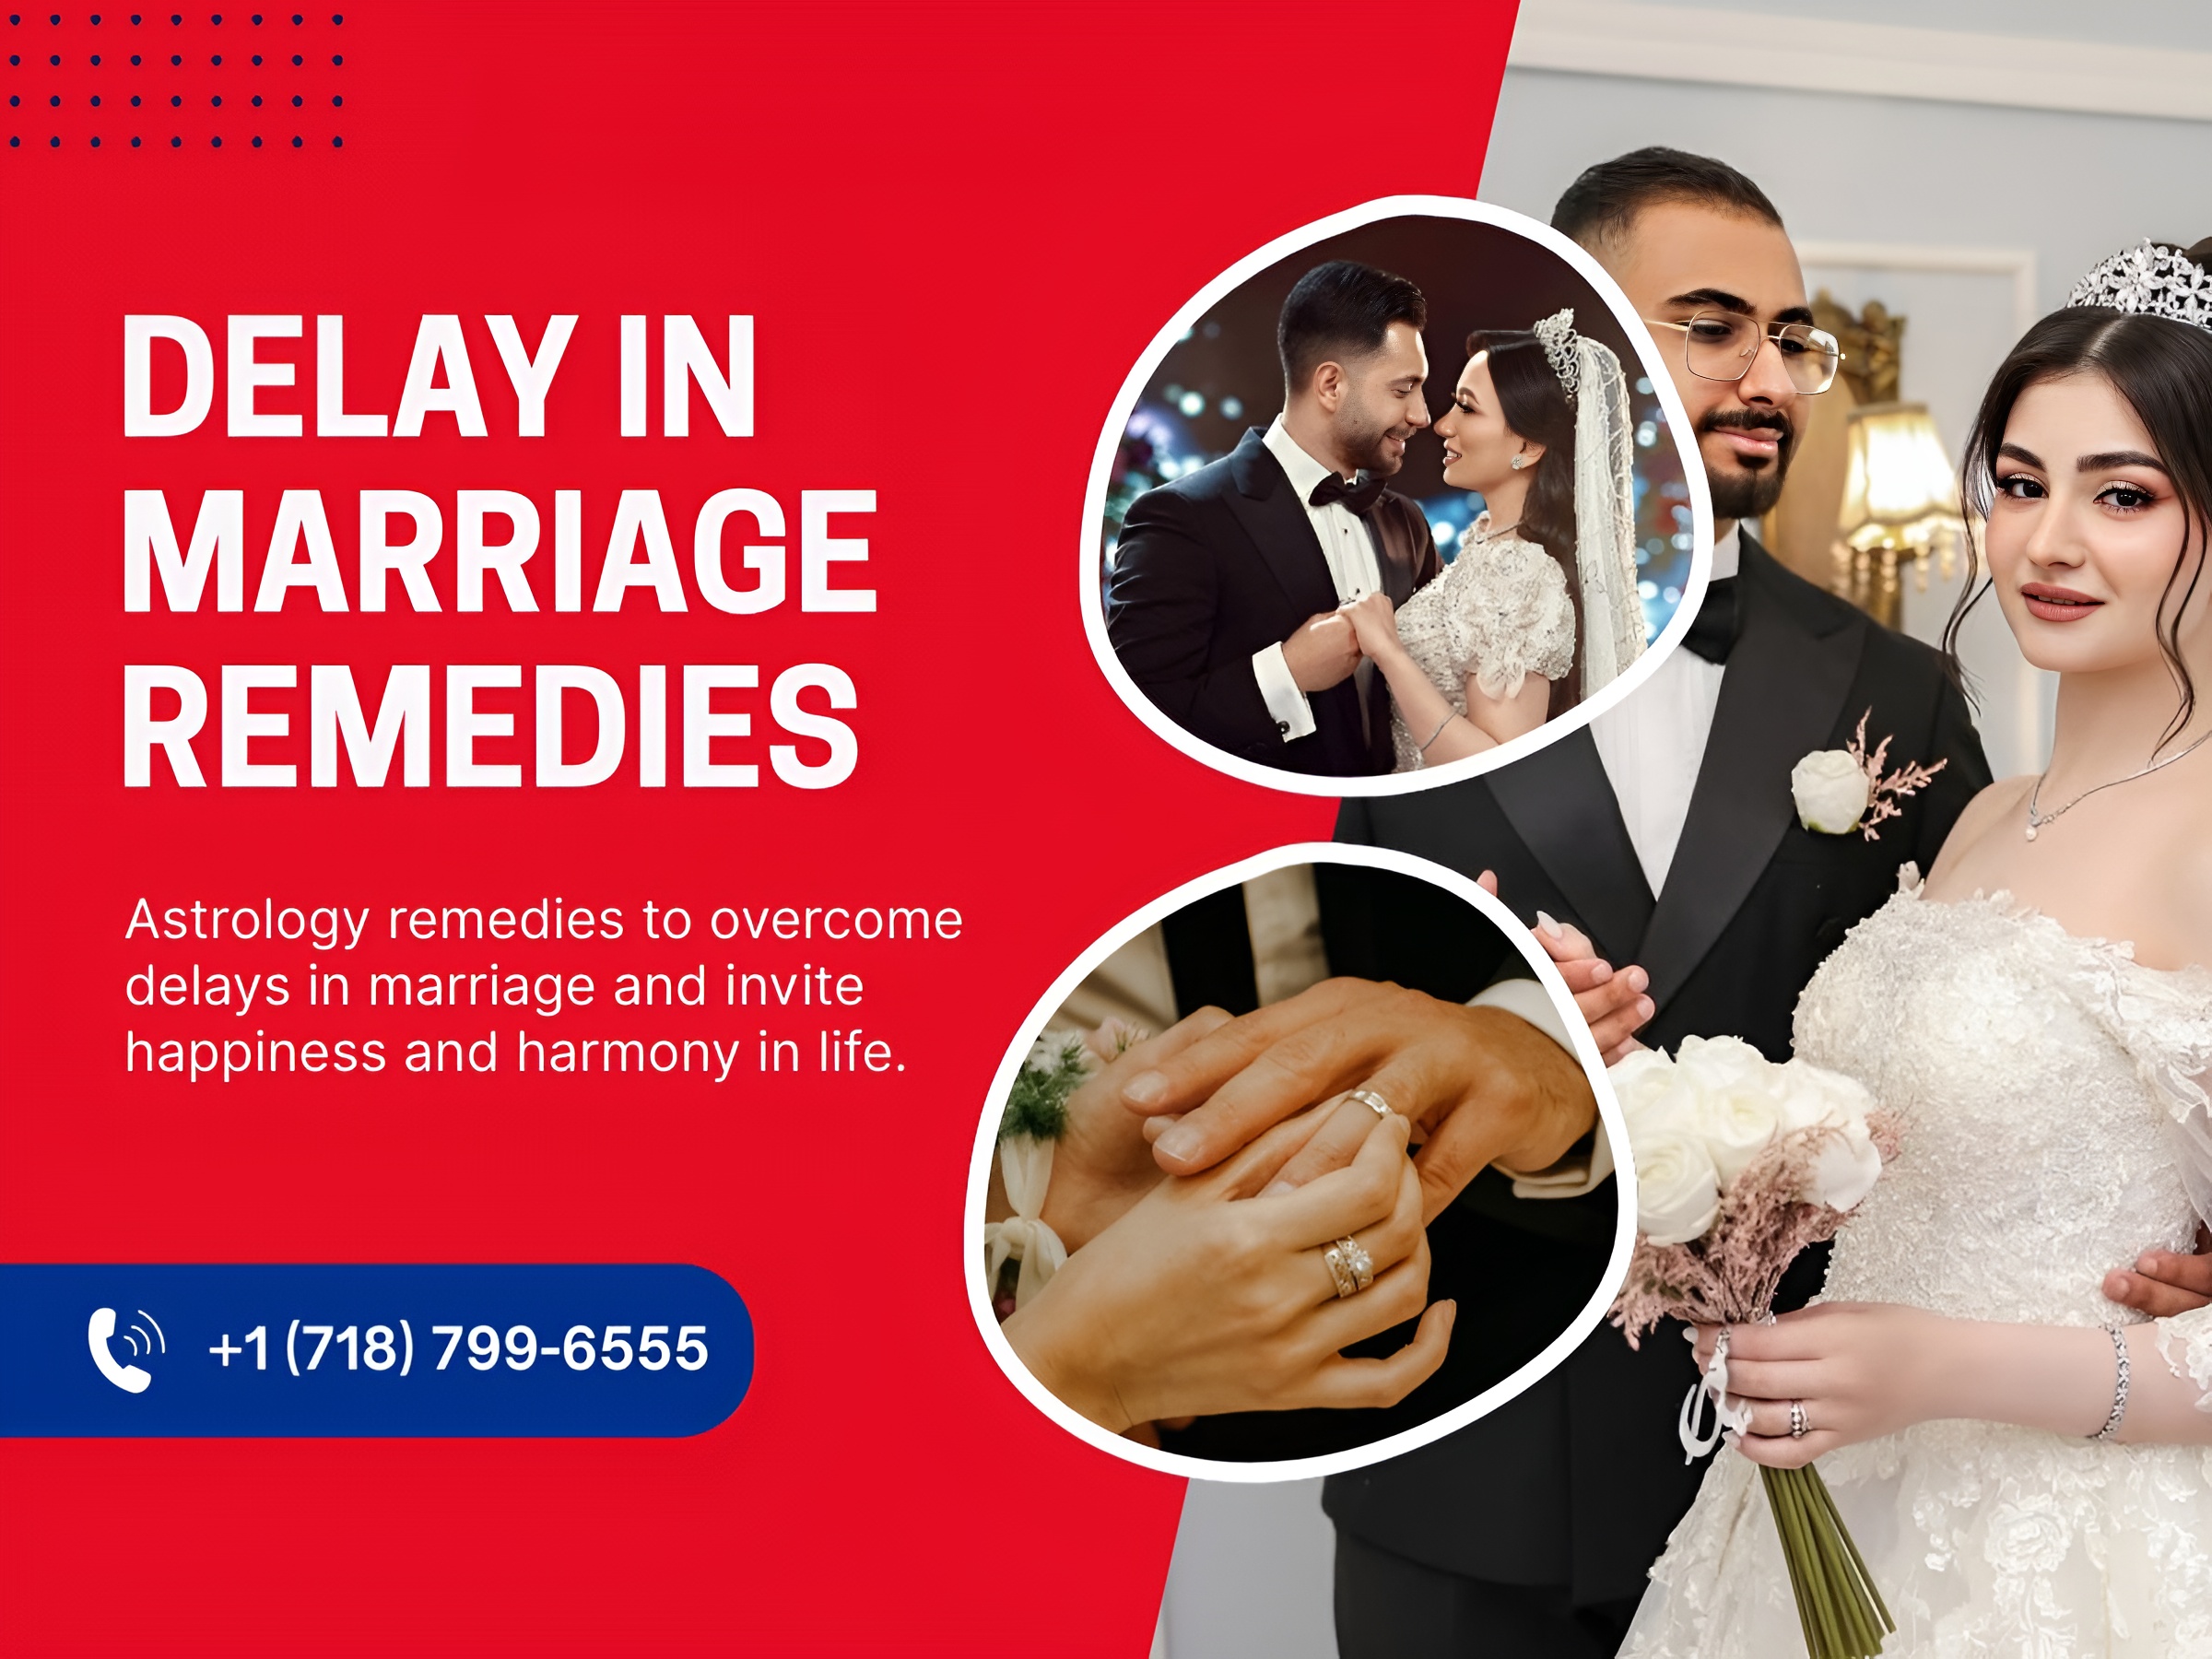 DELAY IN
MARRIAGE
REMEDIES
Astrology remedies to overcome
delays in marriage and invite
happiness and harmony in life.
+1 (718) 799-6555